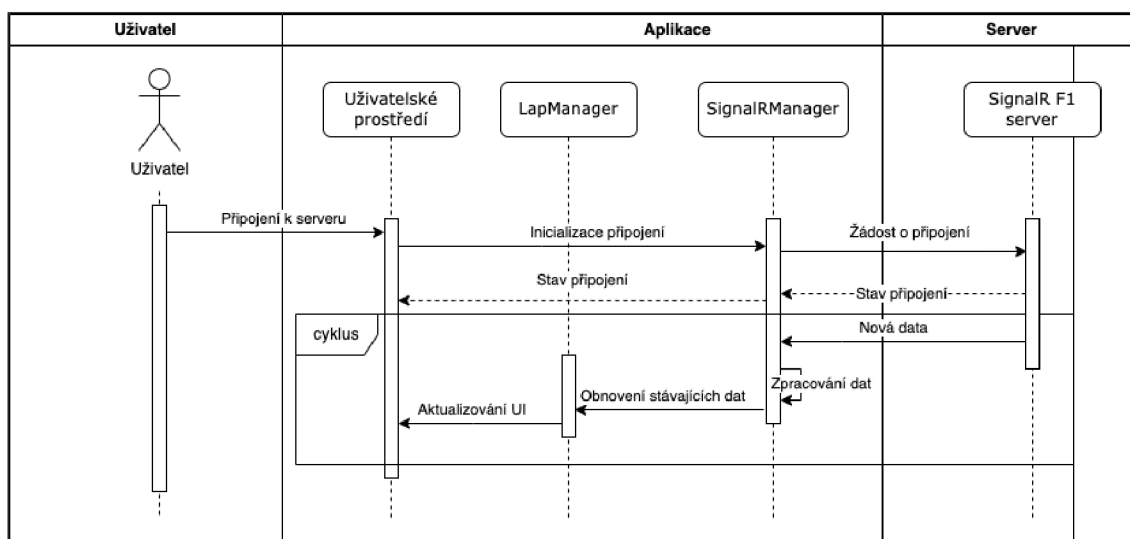 Uživatel
Aplikace
Server
Uživatelské
prostředí
LapManager
SignalRManager
SignalR F1
server
Uživatel
Připojení k serveru
Inicializace připojení
Žádost o připojení
Stav připojení
Stav připojení
cyklus
Nová data
Zpracování dat
Obnovení stávajících dat
Aktualizování UI